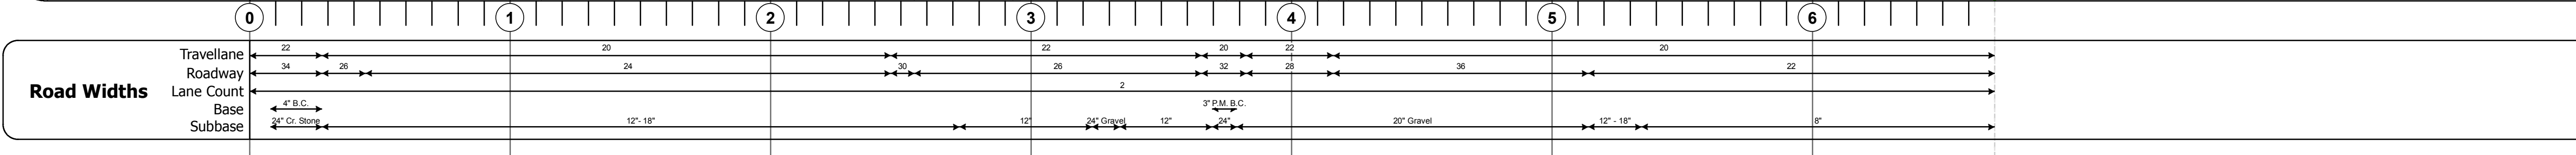 0 1 2 3 4 5 6
Road Widths
Travellane 22 20 22 20 22 20
Roadway 34 26 24 30 26 32 28 36 22
Lane Count 2
Base 4" B.C. 3" P.M. B.C.
Subbase 24" Cr. Stone 12"- 18" 12" 24" Gravel 12" 24" 20" Gravel 12" - 18" 8"